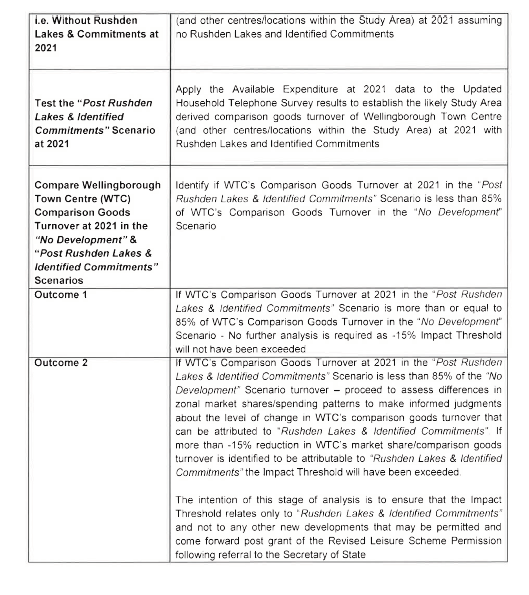 i.e. Without Rushden
Lakes & Commitments at
2021
(and other centres/locations within the Study Area) at 2021 assuming
no Rushden Lakes and Identified Commitments
Test the "Post Rushden
Lakes & Identified
Commitments" Scenario
at 2021
Apply the Available Expenditure at 2021 data to the Updated
Household Telephone Survey results to establish the likely Study Area
derived comparison goods turnover of Wellingborough Town Centre
(and other centres/locations within the Study Area) at 2021 with
Rushden Lakes and Identified Commitments
Compare Wellingborough
Town Centre (WTC)
Comparison Goods
Turnover at 2021 in the
"No Development" &
"Post Rushden Lakes &
Identified Commitments"
Scenarios
Identify if WTC's Comparison Goods Turnover at 2021 in the "Post
Rushden Lakes & Identified Commitments" Scenario is less than 85%
of WTC's Comparison Goods Turnover in the "No Development"
Scenario
Outcome 1
If WTC's Comparison Goods Turnover at 2021 in the "Post Rushden
Lakes & Identified Commitments" Scenario is more than or equal to
85% of WTC's Comparison Goods Turnover in the "No Development"
Scenario - No further analysis is required as -15% Impact Threshold
will not have been exceeded
Outcome 2
If WTC's Comparison Goods Turnover at 2021 in the "Post Rushden
Lakes & Identified Commitments" Scenario is less than 85% of the "No
Development" Scenario turnover – proceed to assess differences in
zonal market shares/spending patterns to make informed judgments
about the level of change in WTC's comparison goods turnover that
can be attributed to "Rushden Lakes & Identified Commitments" If
more than -15% reduction in WTC's market share/comparison goods
turnover is identified to be attributable to "Rushden Lakes & Identified
Commitments" the Impact Threshold will have been exceeded.
The intention of this stage of analysis is to ensure that the Impact
Threshold relates only to "Rushden Lakes & Identified Commitments"
and not to any other new developments that may be permitted and
come forward post grant of the Revised Leisure Scheme Permission
following referral to the Secretary of State